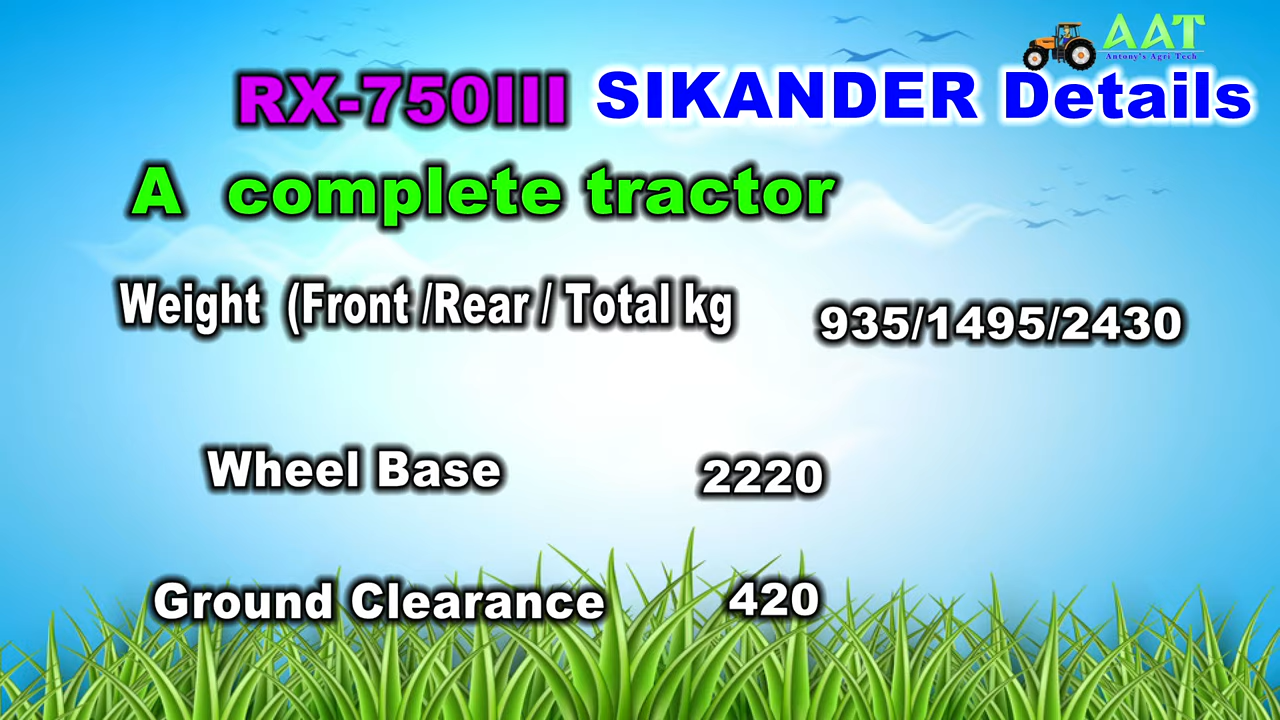 AAT
Antony's Agri Tech
RX-750III SIKANDER Details
A complete tractor
Weight (Front /Rear / Total kg 935/1495/2430
Wheel Base 2220
Ground Clearance 420